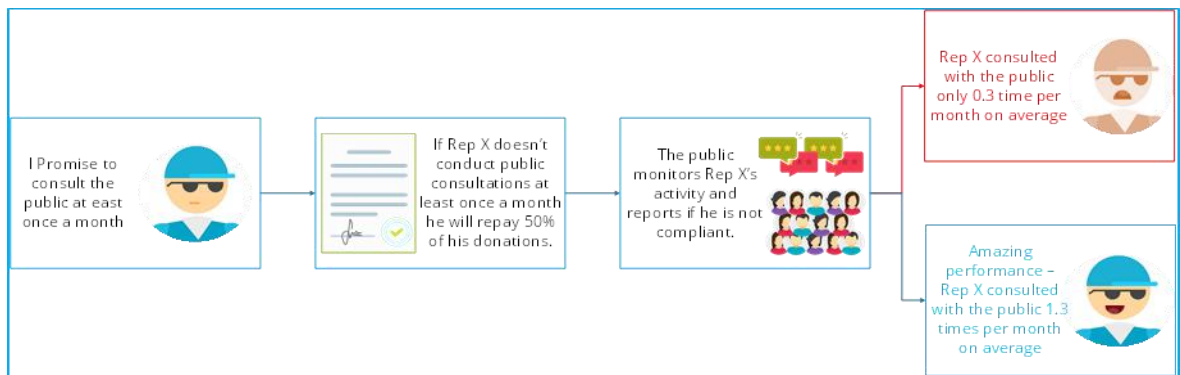 I Promise to
consult the
public at east
once a month
If Rep X doesn't
conduct public
consultations at
least once a month
he will repay 50%
of his donations.
The public
monitors Rep X's
activity and
reports if he is not
compliant.
Rep X consulted
with the public
only 0.3 time per
month on average
Amazing
performance –
Rep X consulted
with the public 1.3
times per month
on average